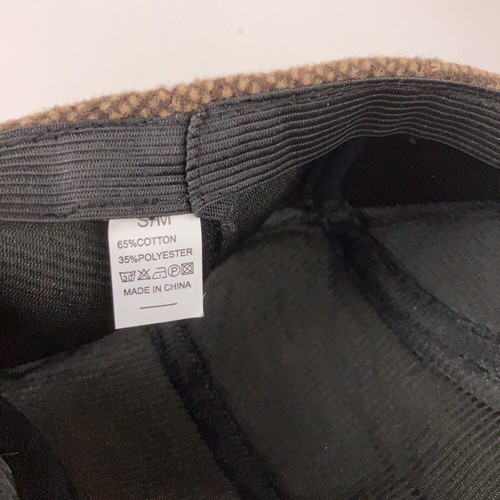 S/M
65%COTTON
35%POLYESTER
MADE IN CHINA